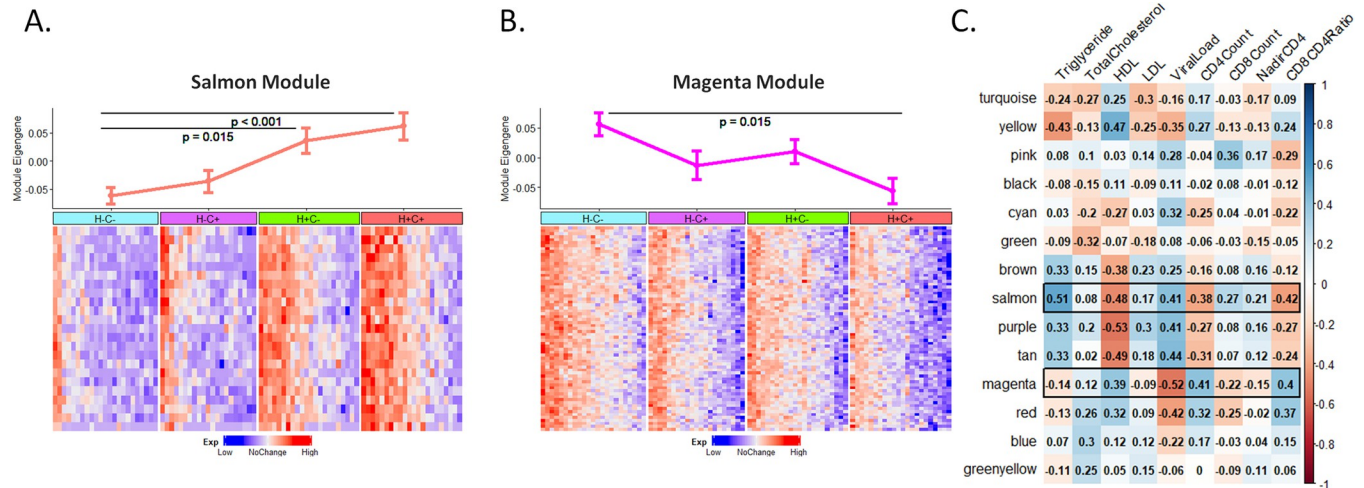 A.
Salmon Module
Module Eigengene
0.05
0.00
-0.05
p < 0.001
p = 0.015
H-C- H-C+ H+C- H+C+
Exp
Low NoChange High
B.
Magenta Module
Module Eigengene
0.05
0.00
-0.05
p = 0.015
H-C- H-C+ H+C- H+C+
Exp
Low NoChange High
C.
Triglyceride TotalCholesterol HDL LDL ViralLoad CD4Count CD8Count NadirCD4 CD8CD4Ratio
turquoise -0.24 -0.27 0.25 -0.3 -0.16 0.17 -0.03 -0.17 0.09
yellow -0.43 -0.13 0.47 -0.25 -0.35 0.27 -0.13 -0.13 0.24
pink 0.08 0.1 0.03 0.14 0.28 -0.04 0.36 0.17 -0.29
black -0.08 -0.15 0.11 -0.09 0.11 -0.02 0.08 -0.01 -0.12
cyan 0.03 -0.2 -0.27 0.03 0.32 -0.25 0.04 -0.01 -0.22
green -0.09 -0.32 -0.07 -0.18 0.08 -0.06 -0.03 -0.15 -0.05
brown 0.33 0.15 -0.38 0.23 0.25 -0.16 0.08 0.16 -0.12
salmon 0.51 0.08 -0.48 0.17 0.41 -0.38 0.27 0.21 -0.42
purple 0.33 0.2 -0.53 0.3 0.41 -0.27 0.08 0.16 -0.27
tan 0.33 0.02 -0.49 0.18 0.44 -0.31 0.07 0.12 -0.24
magenta -0.14 0.12 0.39 -0.09 -0.52 0.41 -0.22 -0.15 0.4
red -0.13 0.26 0.32 0.09 -0.42 0.32 -0.25 -0.02 0.37
blue 0.07 0.3 0.12 0.12 -0.22 0.17 -0.03 0.04 0.15
greenyellow -0.11 0.25 0.05 0.15 -0.06 0 -0.09 0.11 0.06
1
0.8
0.6
0.4
0.2
0
-0.2
-0.4
-0.6
-0.8
-1